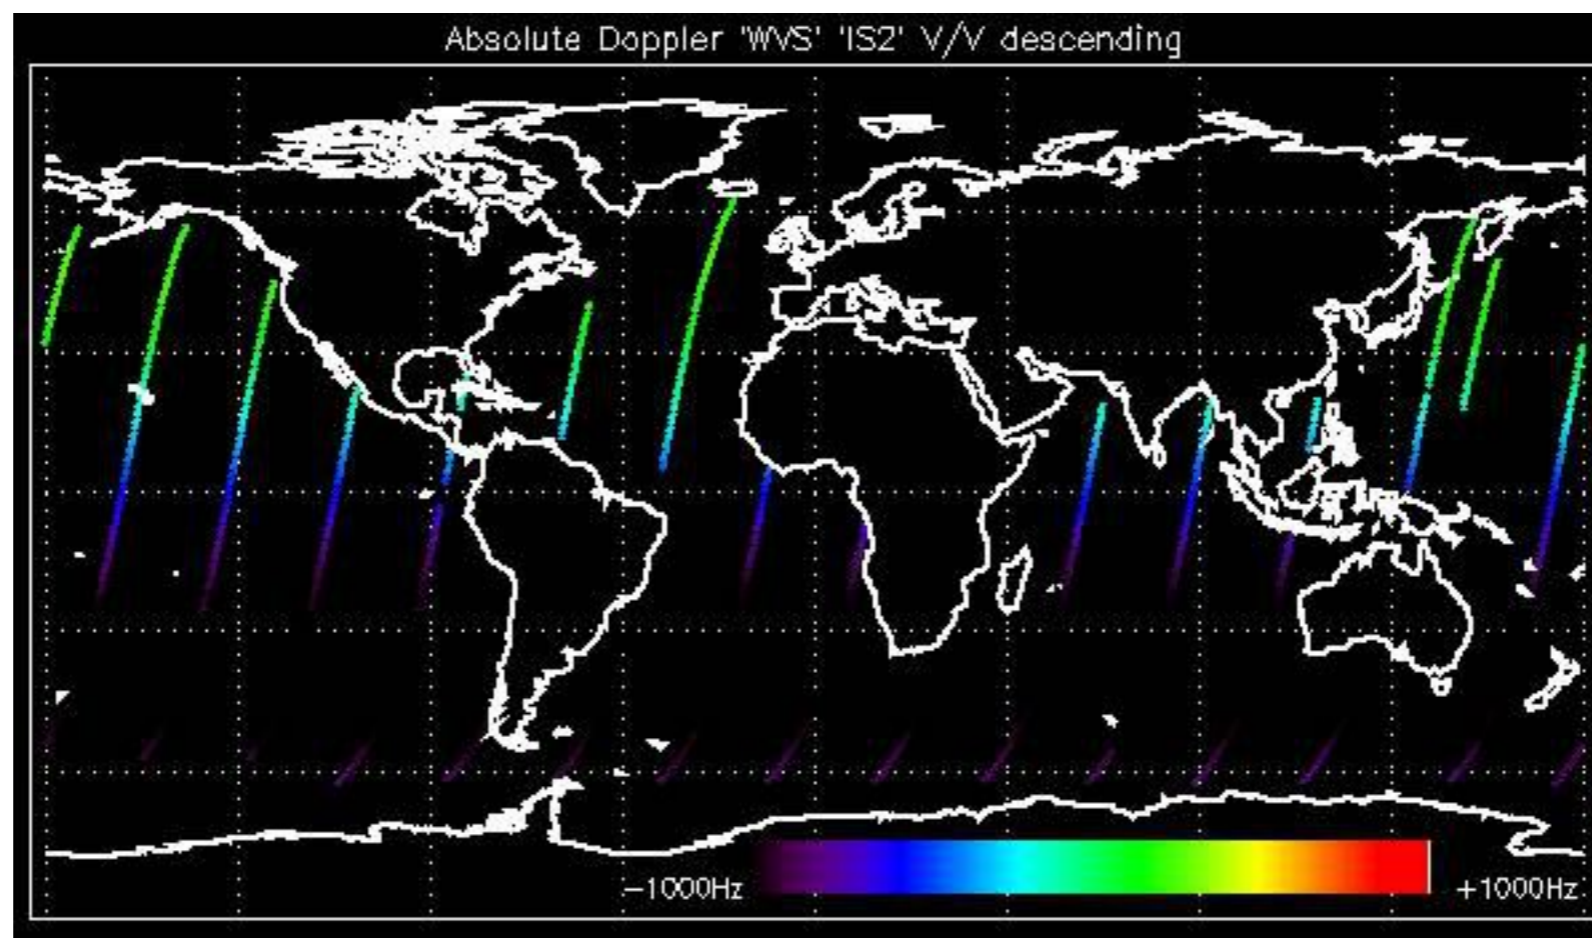 Absolute Doppler 'WVS' 'IS2' V/V descending
-1000Hz +1000Hz